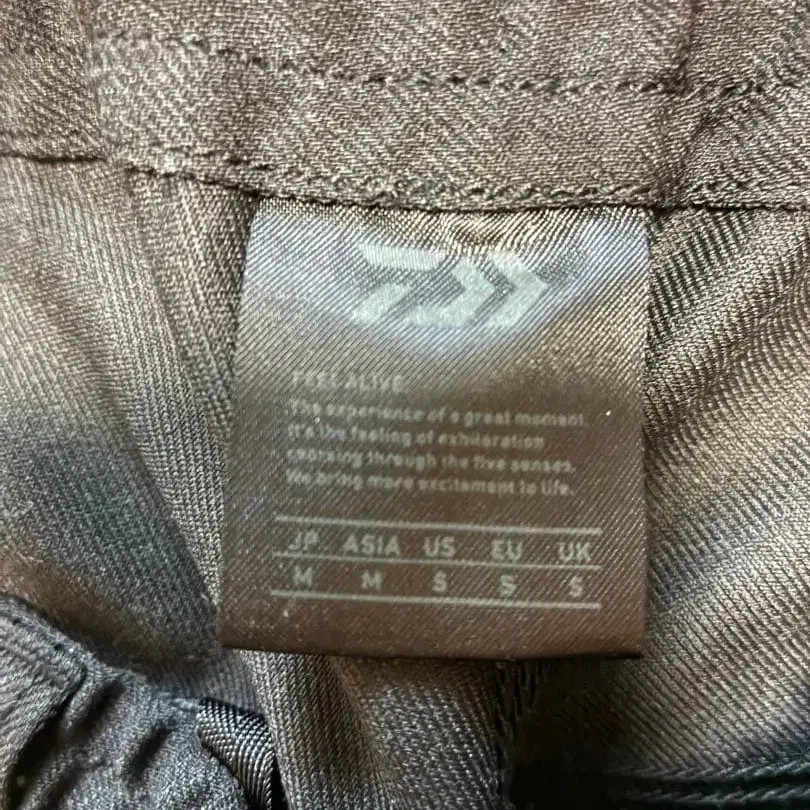 FEEL ALIVE.
The experience of a great moment.
It's the feeling of exhilaration
coursing through the five senses.
We bring more excitement to life.
JP ASIA US EU UK
M M S S S